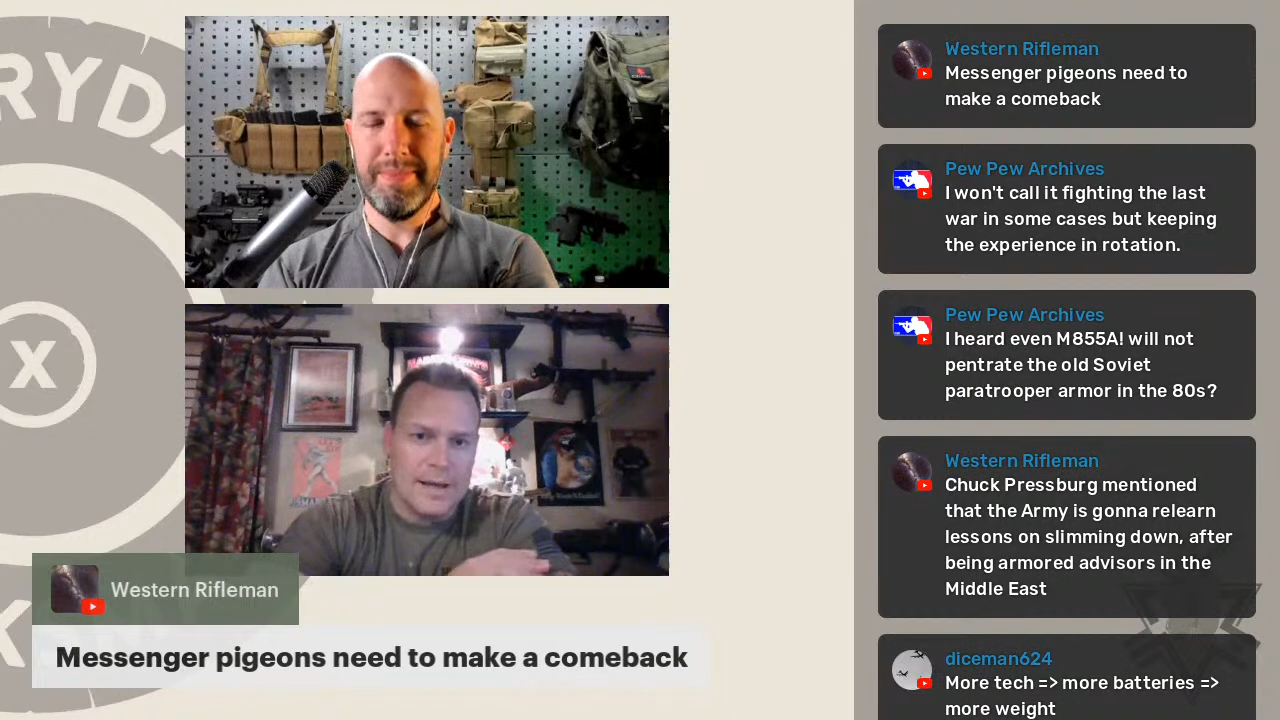 RYDA
X
Western Rifleman
Messenger pigeons need to make a comeback
Western Rifleman
Messenger pigeons need to
make a comeback
Pew Pew Archives
I won't call it fighting the last
war in some cases but keeping
the experience in rotation.
Pew Pew Archives
I heard even M855A! will not
pentrate the old Soviet
paratrooper armor in the 80s?
Western Rifleman
Chuck Pressburg mentioned
that the Army is gonna relearn
lessons on slimming down, after
being armored advisors in the
Middle East
diceman624
More tech => more batteries =>
more weight